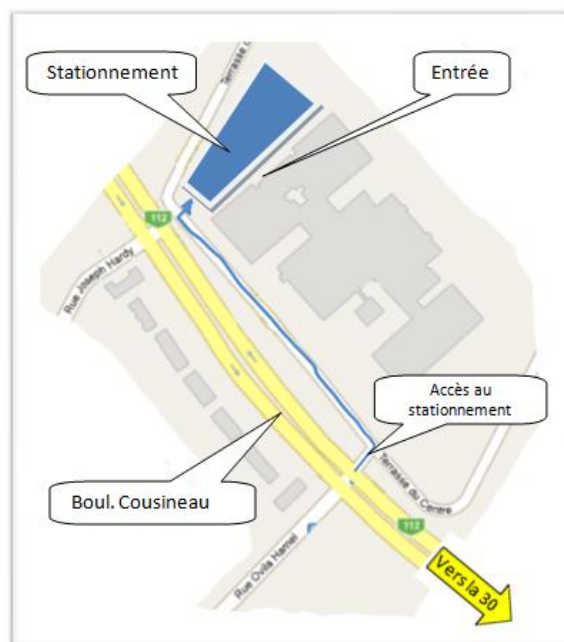 Stationnement
Entrée
Terrasse d
112
Rue Joseph Hardy
Accès au
stationnement
Terrasse du Centre
Boul. Cousineau
112
Rue Ovila Hamel
Vers la 30